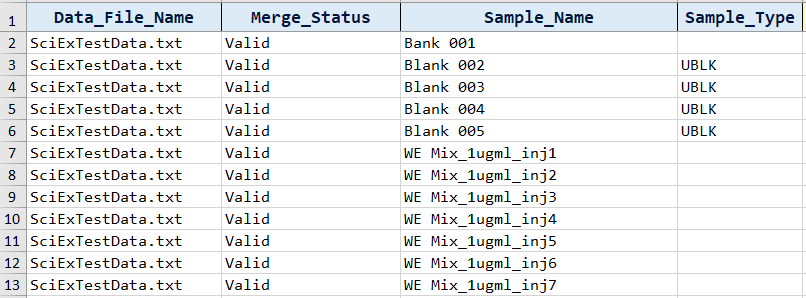 1 Data_File_Name Merge_Status Sample_Name Sample_Type
2 SciExTestData.txt Valid Bank 001
3 SciExTestData.txt Valid Blank 002 UBLK
4 SciExTestData.txt Valid Blank 003 UBLK
5 SciExTestData.txt Valid Blank 004 UBLK
6 SciExTestData.txt Valid Blank 005 UBLK
7 SciExTestData.txt Valid WE Mix_1ugml_inj1
8 SciExTestData.txt Valid WE Mix_1ugml_inj2
9 SciExTestData.txt Valid WE Mix_1ugml_inj3
10 SciExTestData.txt Valid WE Mix_1ugml_inj4
11 SciExTestData.txt Valid WE Mix_1ugml_inj5
12 SciExTestData.txt Valid WE Mix_1ugml_inj6
13 SciExTestData.txt Valid WE Mix_1ugml_inj7